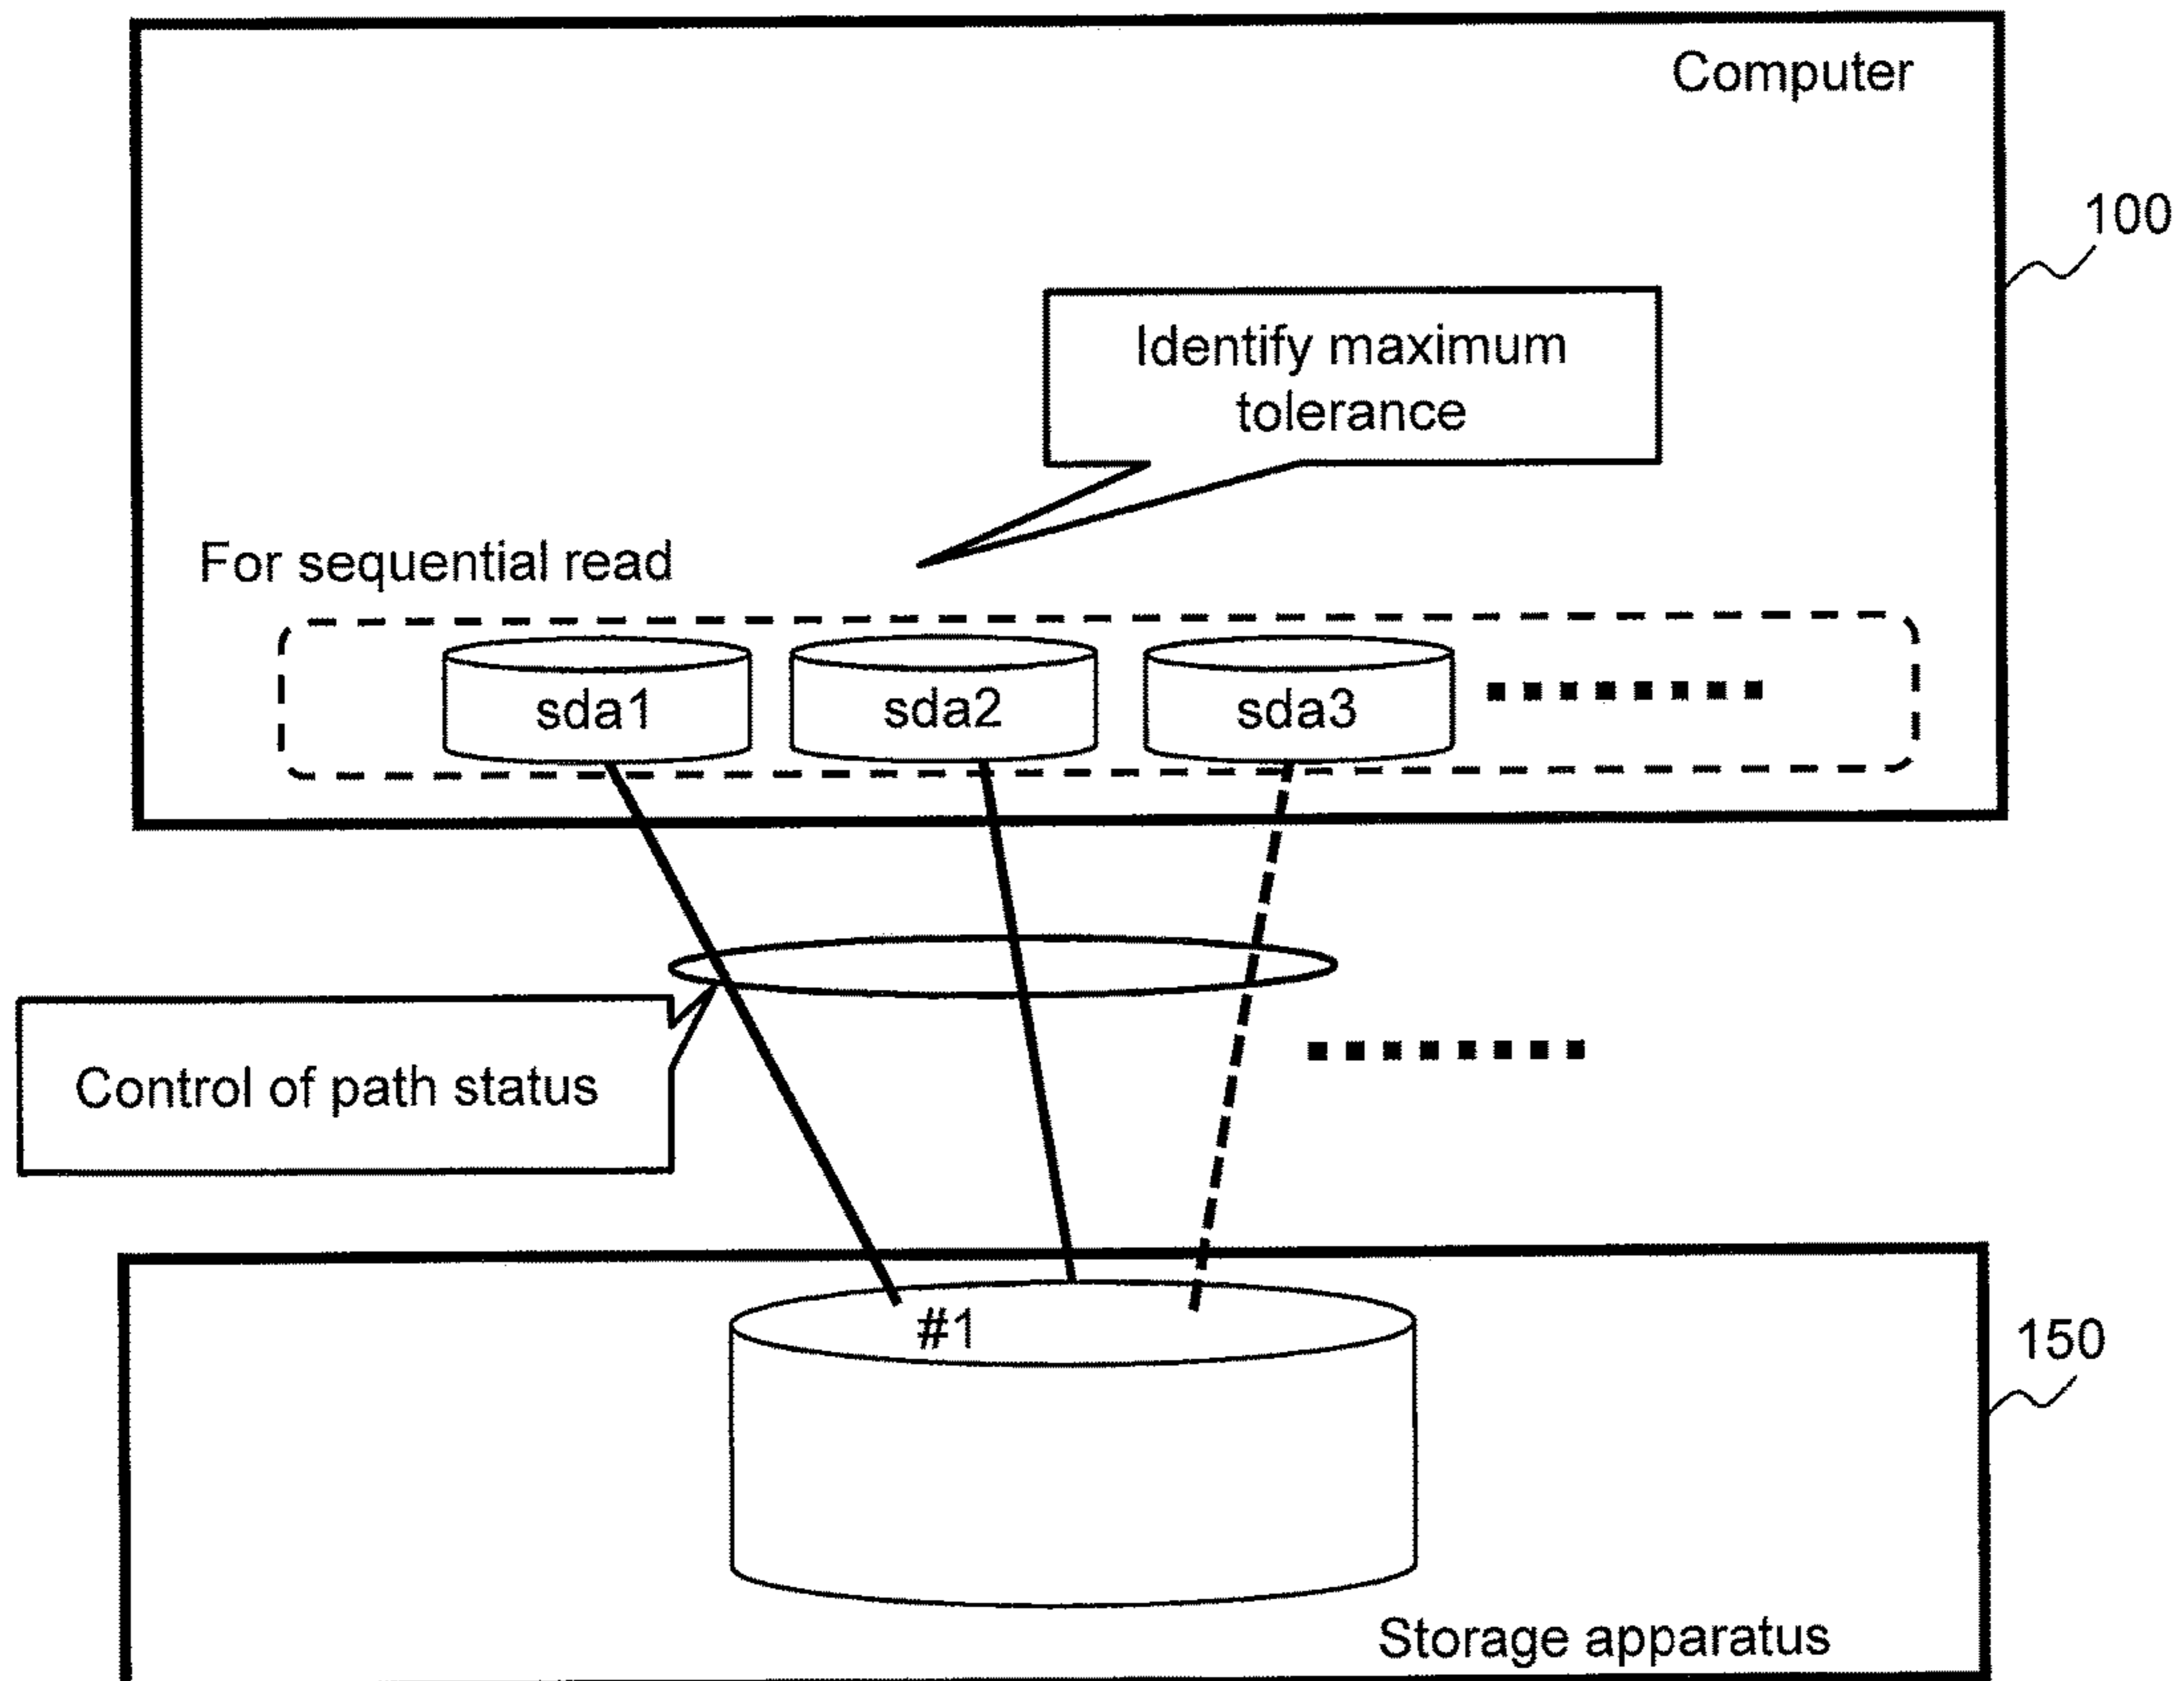 Computer
100
Identify maximum
tolerance
For sequential read
sda1
sda2
sda3
Control of path status
#1
150
Storage apparatus